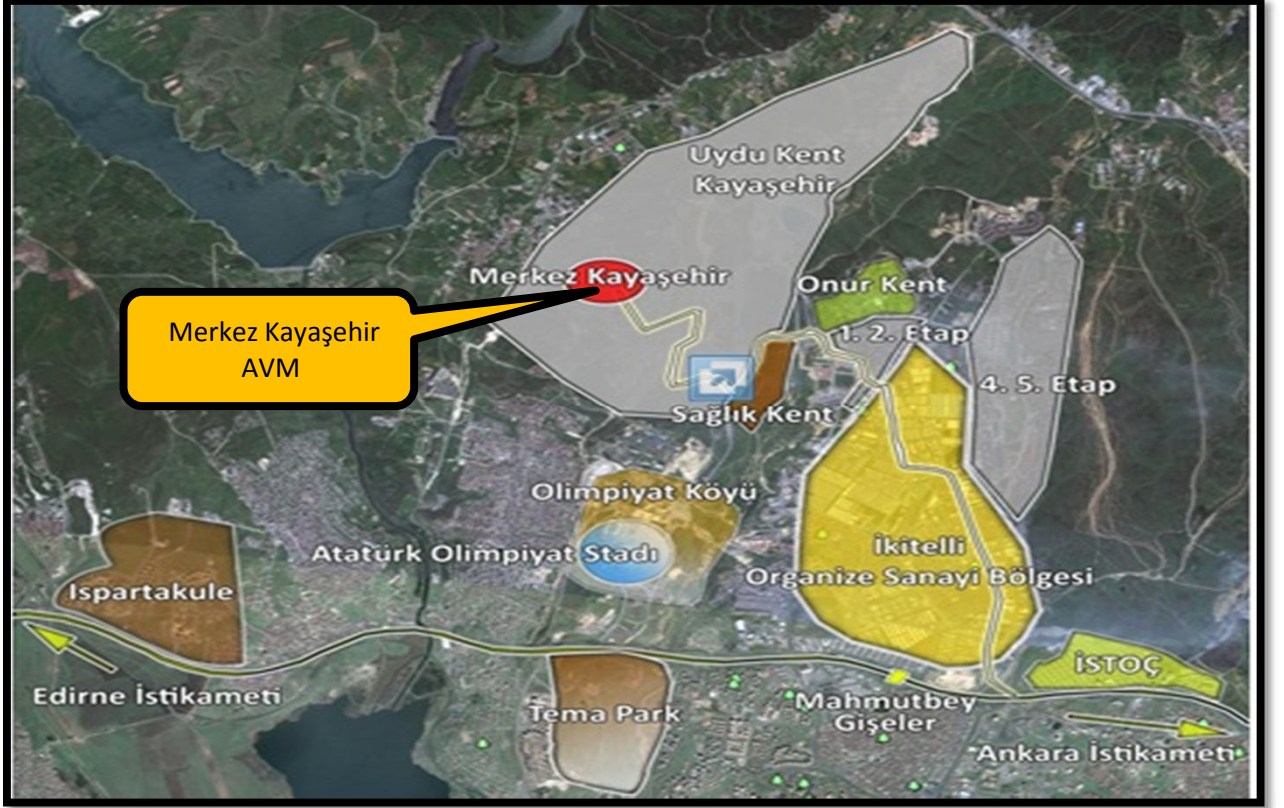 Uydu Kent
Kayaşehir
Merkez Kayaşehir
Onur Kent
Merkez Kayaşehir
AVM
1. 2. Etap
4. 5. Etap
Sağlık Kent
Olimpiyat Köyü
Atatürk Olimpiyat Stadı
İkitelli
Organize Sanayi Bölgesi
Ispartakule
İSTOÇ
Edirne İstikameti
Tema Park
Mahmutbey
Gişeler
Ankara İstikameti